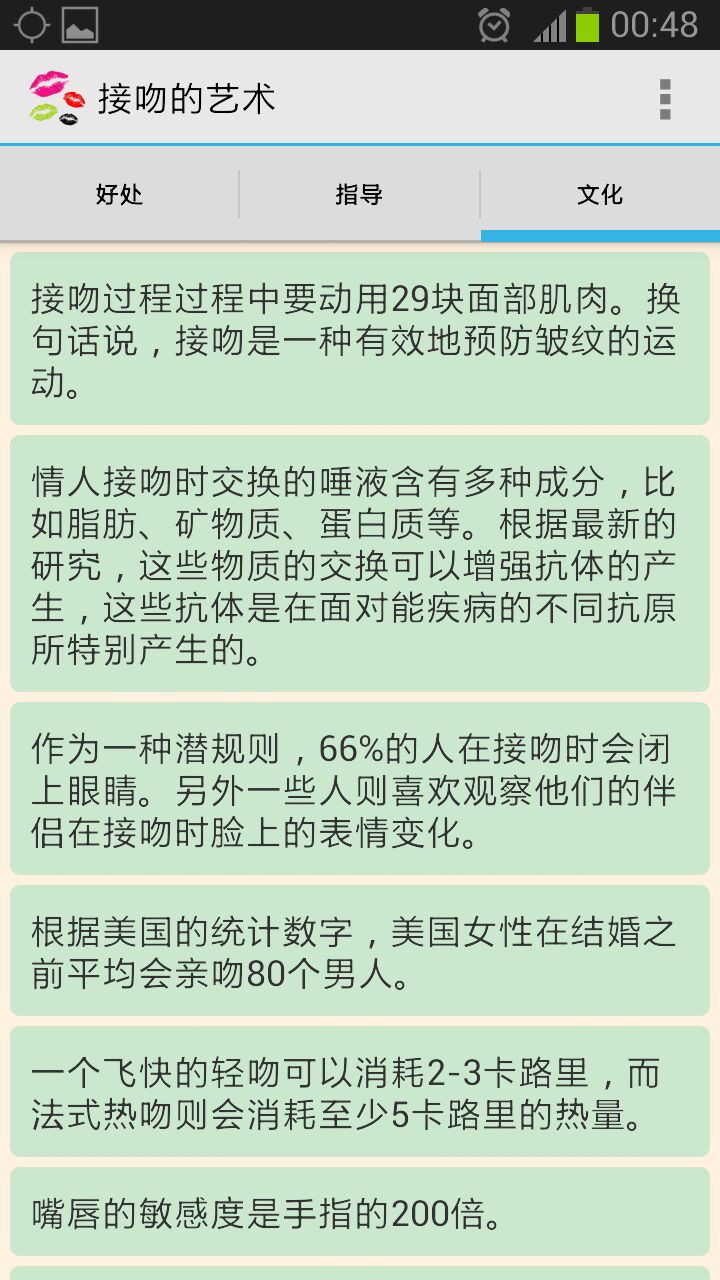 00:48
接吻的艺术
好处 指导 文化
接吻过程过程中要动用29块面部肌肉。换
句话说，接吻是一种有效地预防皱纹的运
动。
情人接吻时交换的唾液含有多种成分，比
如脂肪、矿物质、蛋白质等。根据最新的
研究，这些物质的交换可以增强抗体的产
生，这些抗体是在面对能疾病的不同抗原
所特别产生的。
作为一种潜规则，66%的人在接吻时会闭
上眼睛。另外一些人则喜欢观察他们的伴
侣在接吻时脸上的表情变化。
根据美国的统计数字，美国女性在结婚之
前平均会亲吻80个男人。
一个飞快的轻吻可以消耗2-3卡路里，而
法式热吻则会消耗至少5卡路里的热量。
嘴唇的敏感度是手指的200倍。